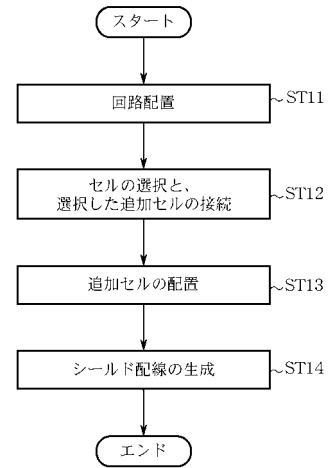 スタート
回路配置
～ST11
セルの選択と、
選択した追加セルの接続
～ST12
追加セルの配置
～ST13
シールド配線の生成
～ST14
エンド